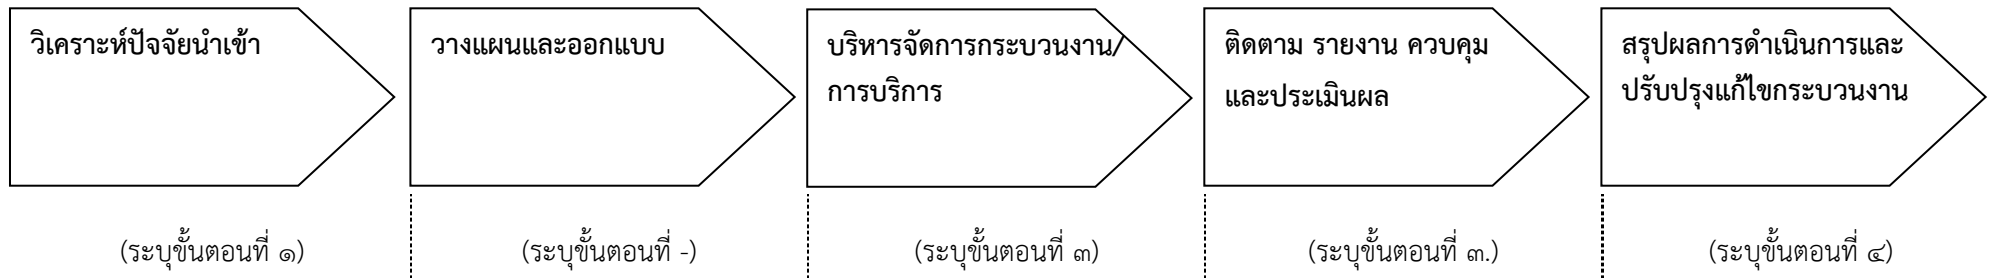 วิเคราะห์ปัจจัยนำเข้า
วางแผนและออกแบบ
บริหารจัดการกระบวนงาน/
การบริการ
ติดตาม รายงาน ควบคุม
และประเมินผล
สรุปผลการดำเนินการและ
ปรับปรุงแก้ไขกระบวนงาน
(ระบุขั้นตอนที่ ๑)
(ระบุขั้นตอนที่ -)
(ระบุขั้นตอนที่ ๓)
(ระบุขั้นตอนที่ ๓.)
(ระบุขั้นตอนที่ ๔)